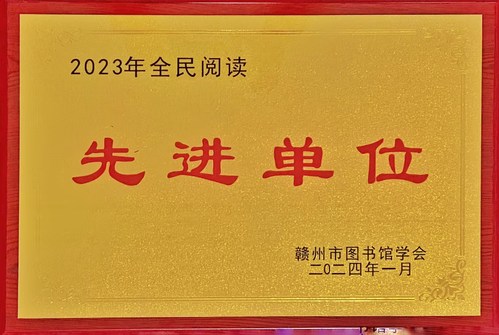 2023年全民阅读
先进单位
赣州市图书馆学会
二〇二四年一月